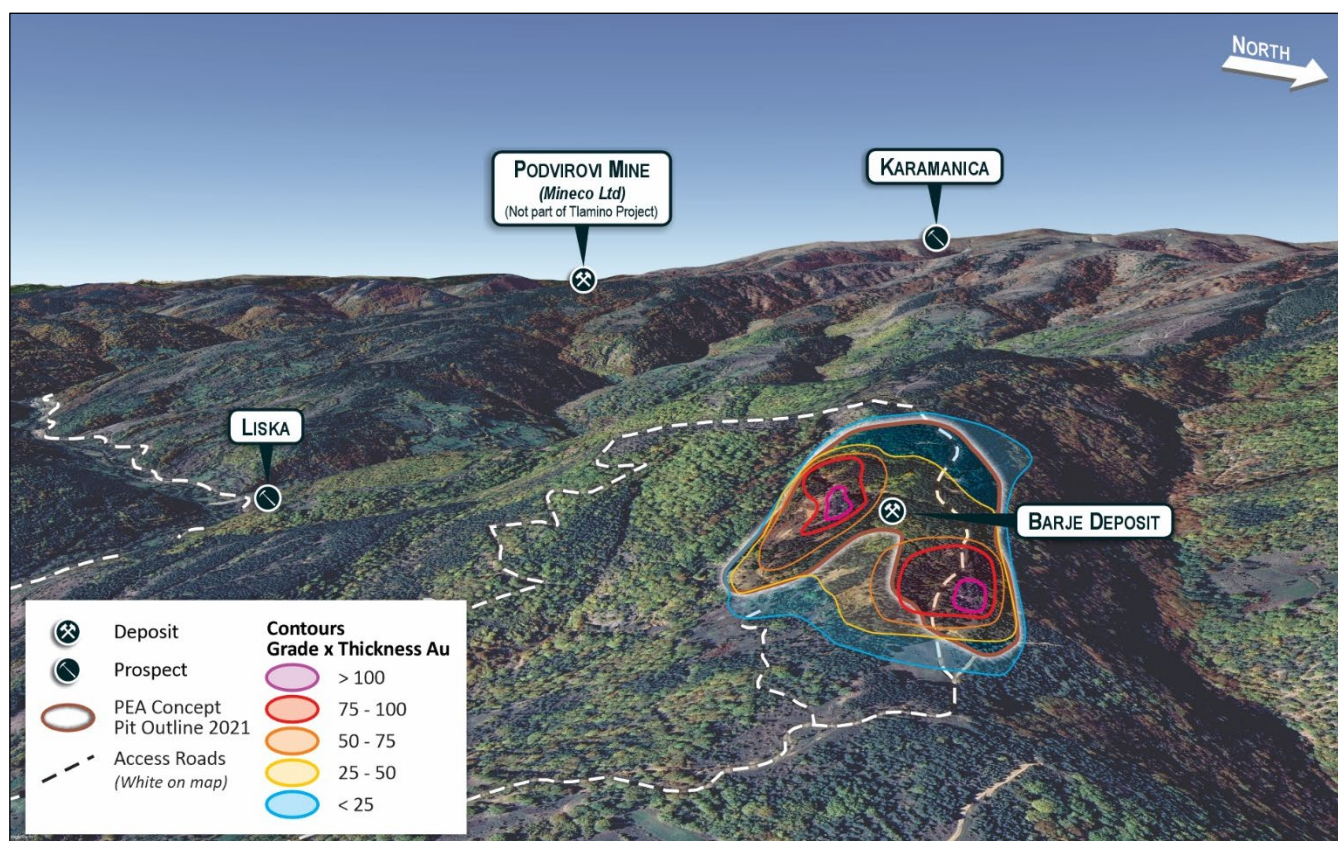 NORTH
PODVIROVI MINE
(Mineco Ltd)
(Not part of Tlamino Project)
KARAMANICA
LISKA
BARJE DEPOSIT
Deposit
Prospect
PEA Concept
Pit Outline 2021
Access Roads
(White on map)
Contours
Grade x Thickness Au
> 100
75 - 100
50 - 75
25 - 50
< 25